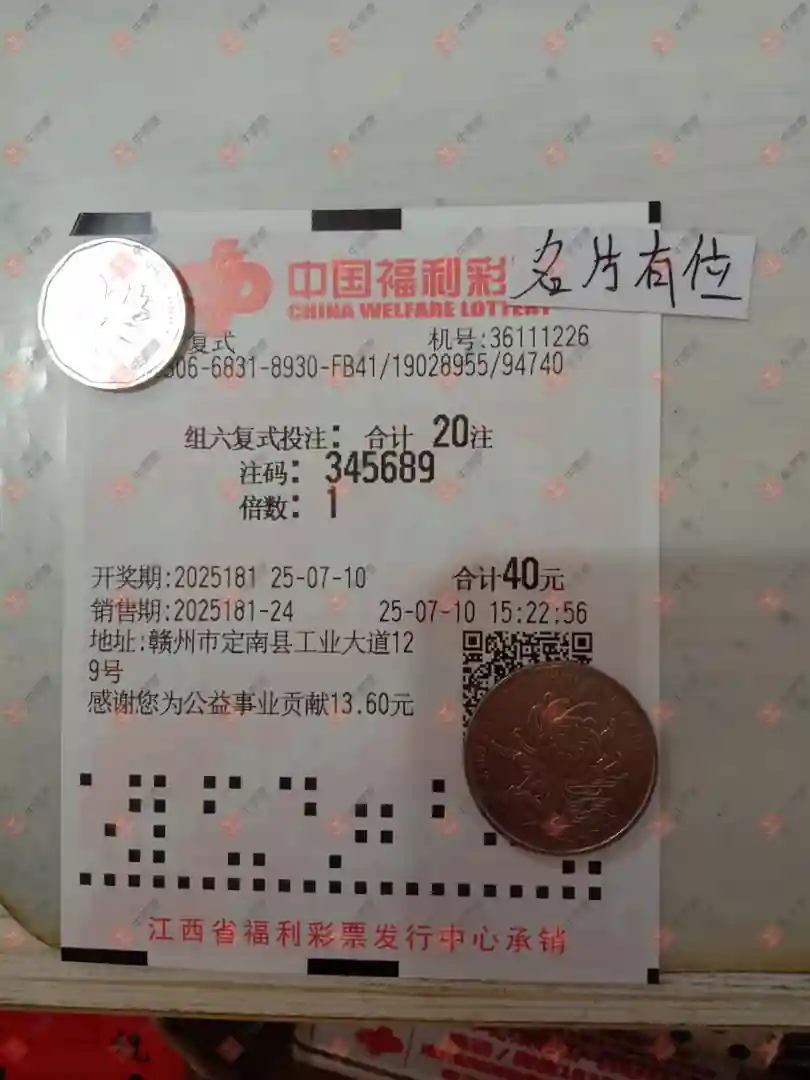 名片有位
中国福利彩
CHINA WELFARE LOTTERY
复式 机号:36111226
06-6831-8930-FB41/19028955/94740
组六复式投注: 合计 20注
注码: 345689
倍数: 1
开奖期:2025181 25-07-10 合计40元
销售期:2025181-24 25-07-10 15:22:56
地址:赣州市定南县工业大道12
9号
感谢您为公益事业贡献13.60元
江西省福利彩票发行中心承销